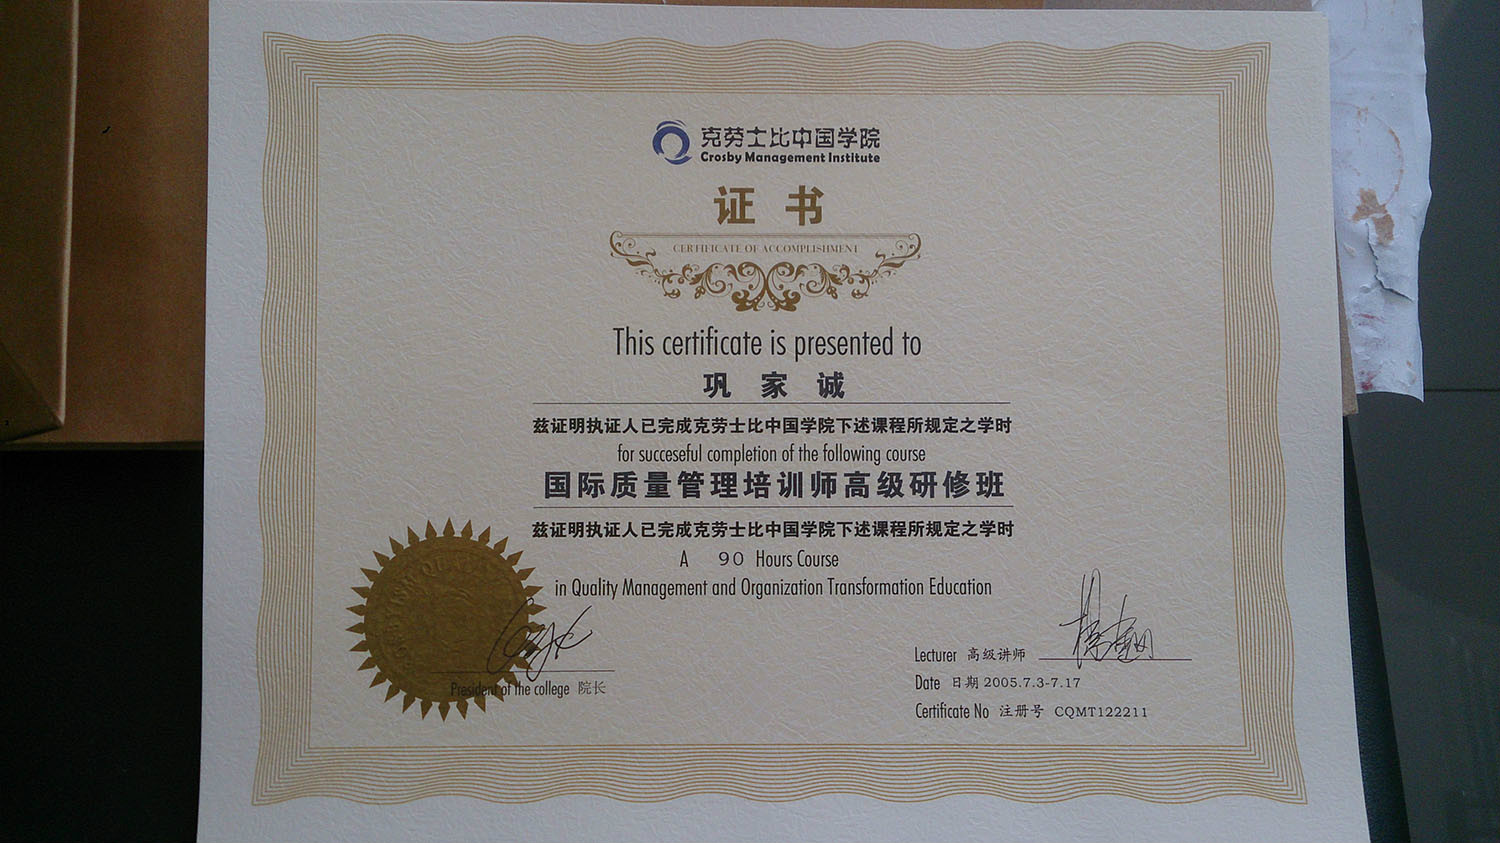 克劳士比中国学院
Crosby Management Institute
证 书
CERTIFICATE OF ACCOMPLISHMENT
This certificate is presented to
巩 家 诚
兹证明执证人已完成克劳士比中国学院下述课程所规定之学时
for succeseful completion of the following course
国际质量管理培训师高级研修班
兹证明执证人已完成克劳士比中国学院下述课程所规定之学时
A 90 Hours Course
in Quality Management and Organization Transformation Education
President of the college 院长
Lecturer 高级讲师
Date 日期 2005.7.3-7.17
Certificate No 注册号 CQMT122211